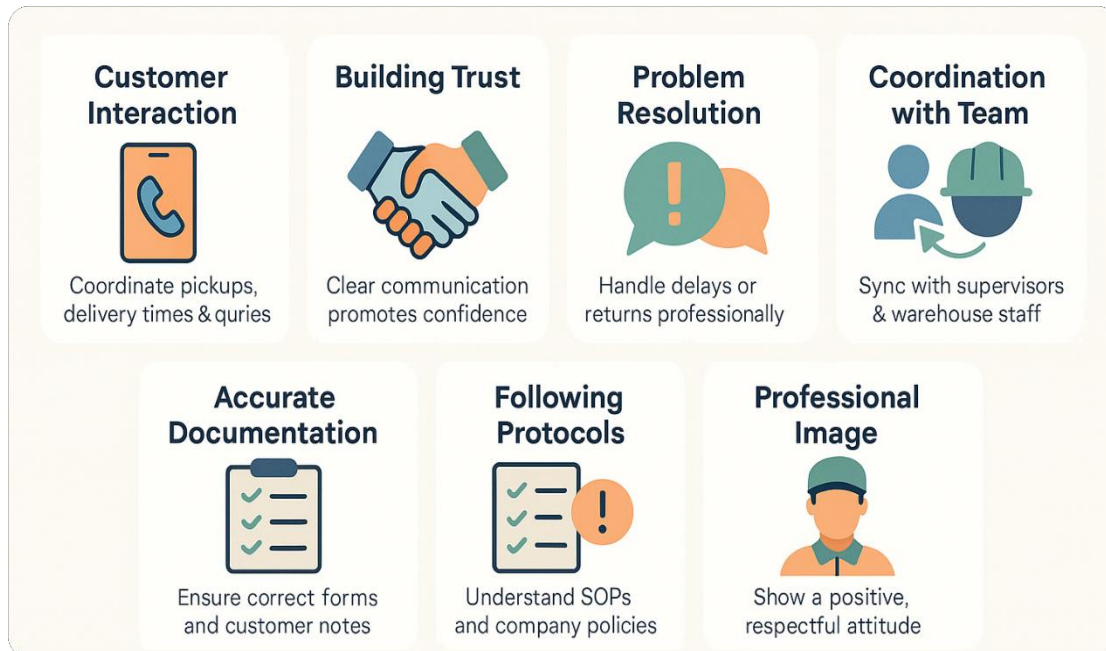 Customer
Interaction
Coordinate pickups,
delivery times & quries
Building Trust
Clear communication
promotes confidence
Problem
Resolution
Handle delays or
returns professionally
Coordination
with Team
Sync with supervisors
& warehouse staff
Accurate
Documentation
Ensure correct forms
and customer notes
Following
Protocols
Understand SOPs
and company policies
Professional
Image
Show a positive,
respectful attitude